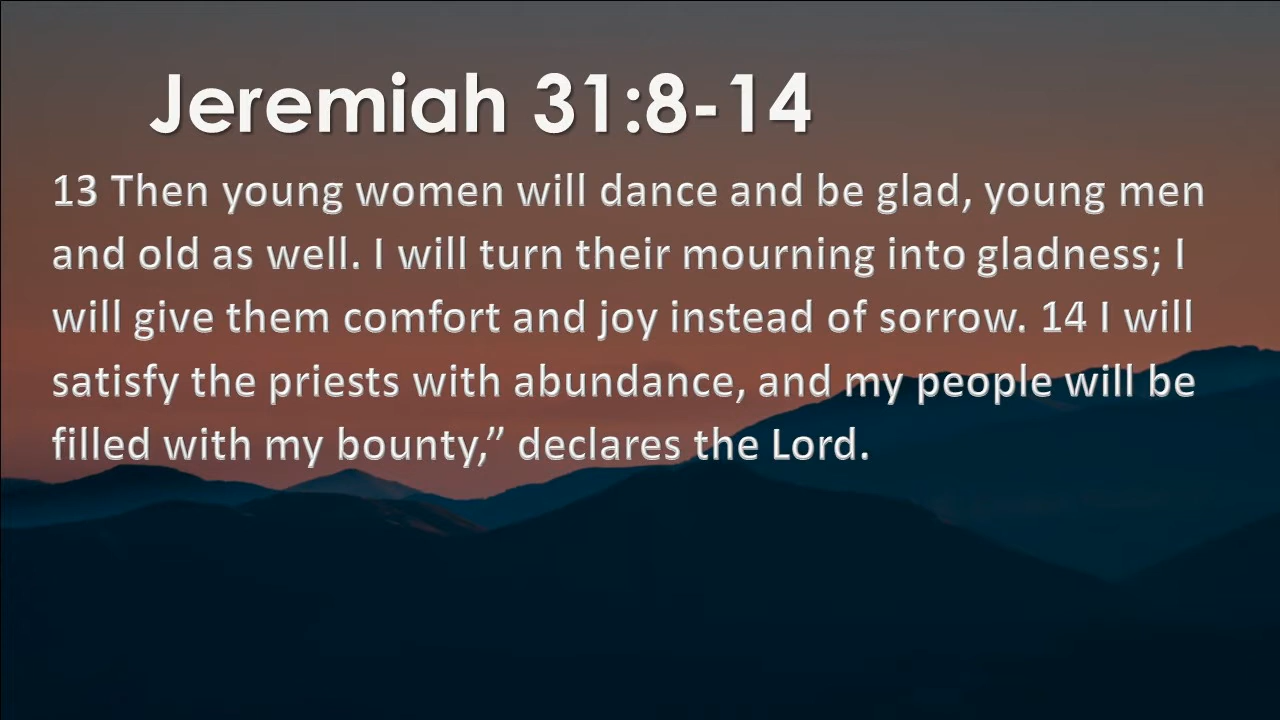 Jeremiah 31:8-14
13 Then young women will dance and be glad, young men
and old as well. I will turn their mourning into gladness; I
will give them comfort and joy instead of sorrow. 14 I will
satisfy the priests with abundance, and my people will be
filled with my bounty,” declares the Lord.